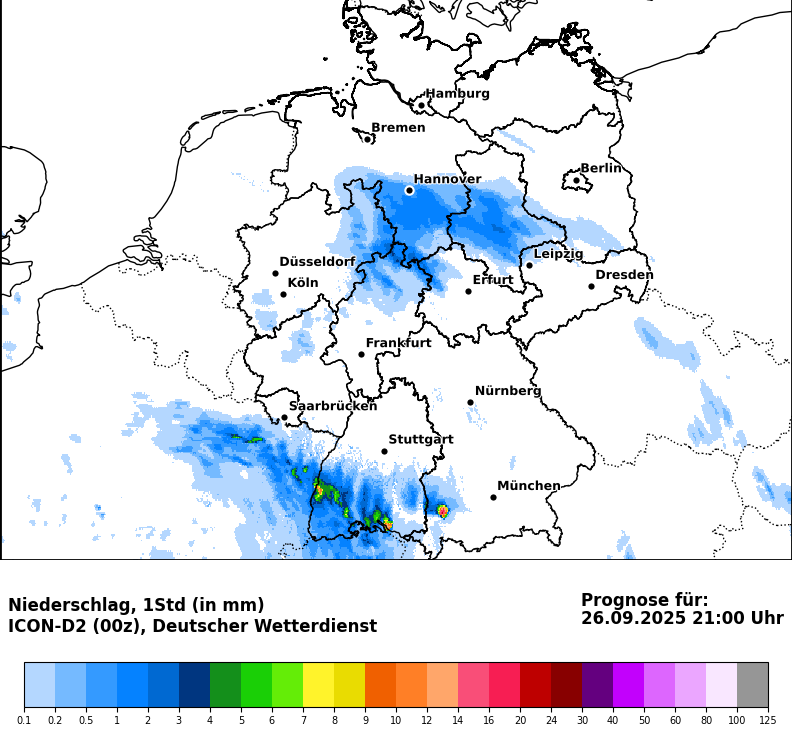 Hamburg
Bremen
Berlin
Hannover
Düsseldorf
Leipzig
Dresden
Köln
Erfurt
Frankfurt
Nürnberg
Saarbrücken
Stuttgart
München
Niederschlag, 1Std (in mm)
ICON-D2 (00z), Deutscher Wetterdienst
Prognose für:
26.09.2025 21:00 Uhr
0.1 0.2 0.5 1 2 3 4 5 6 7 8 9 10 12 14 16 20 24 30 40 50 60 80 100 125